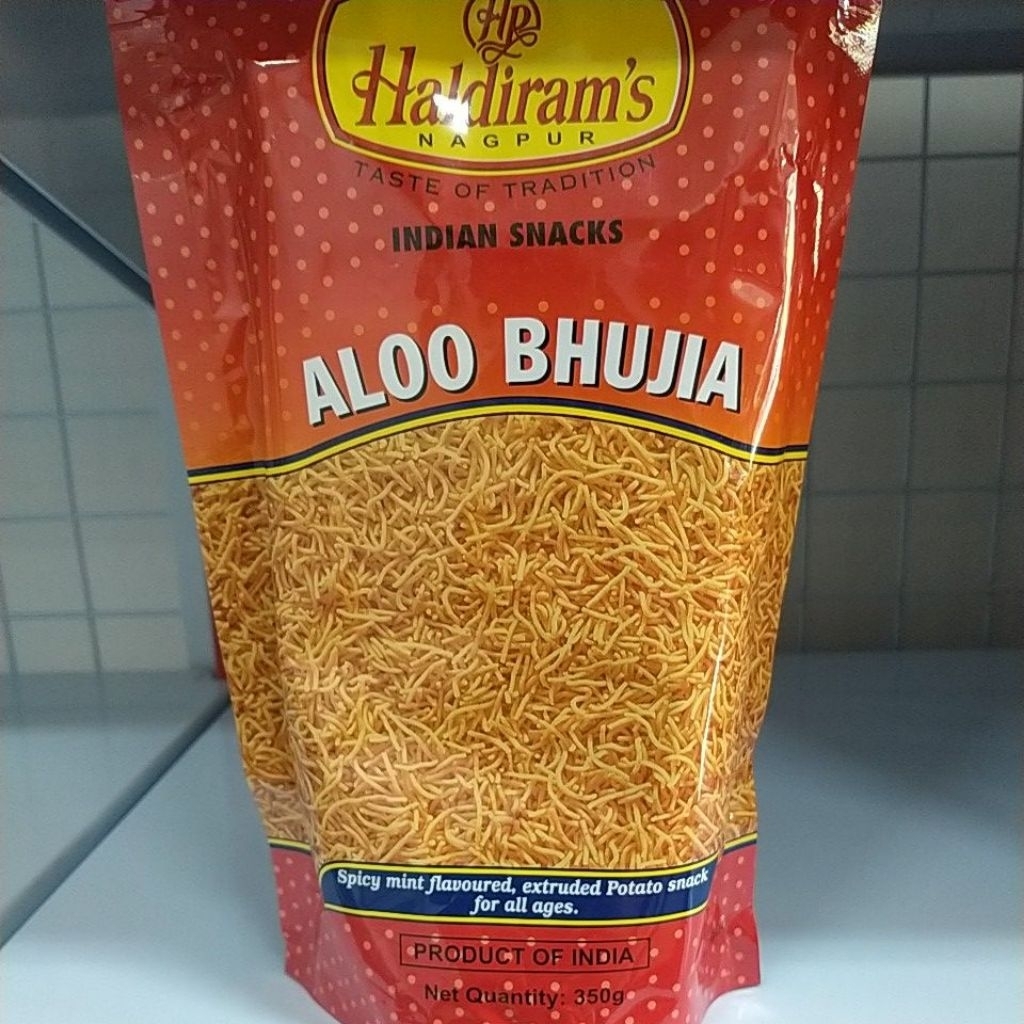 HR
Haldiram's
NAGPUR
TASTE OF TRADITION
INDIAN SNACKS
ALOO BHUJIA
Spicy mint flavoured, extruded Potato snack
for all ages.
PRODUCT OF INDIA
Net Quantity: 350g